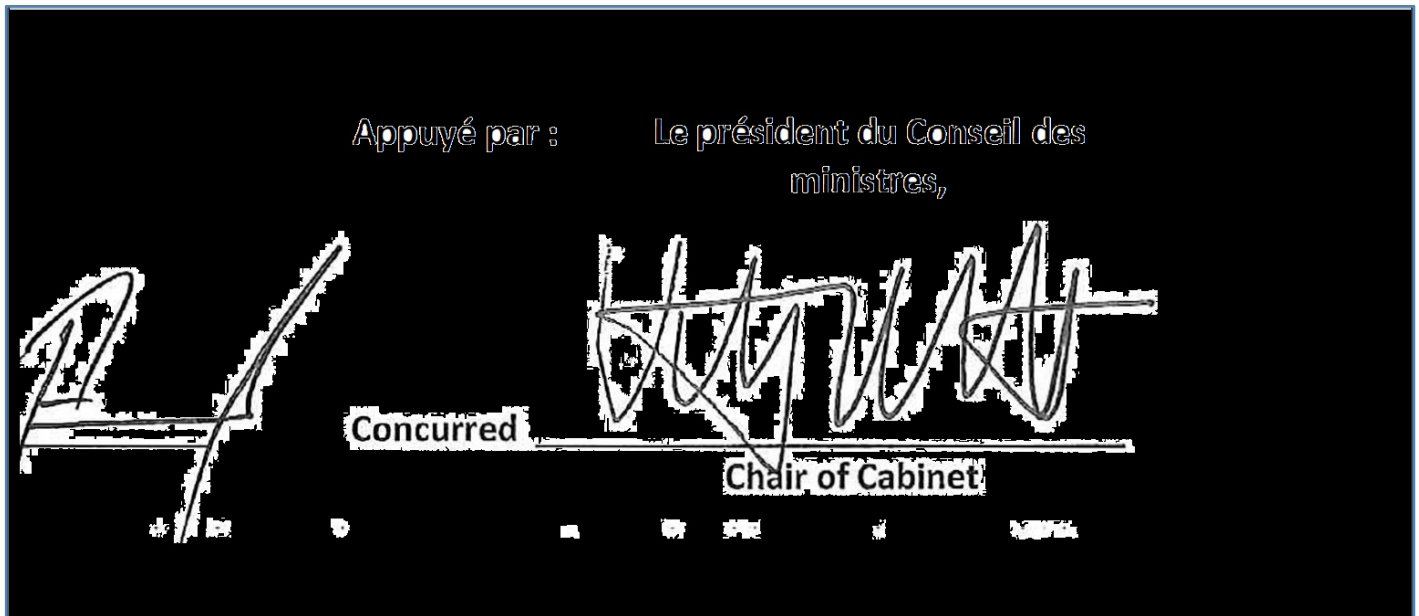 Appuyé par : Le président du Conseil des
ministres,
Concurred
Chair of Cabinet